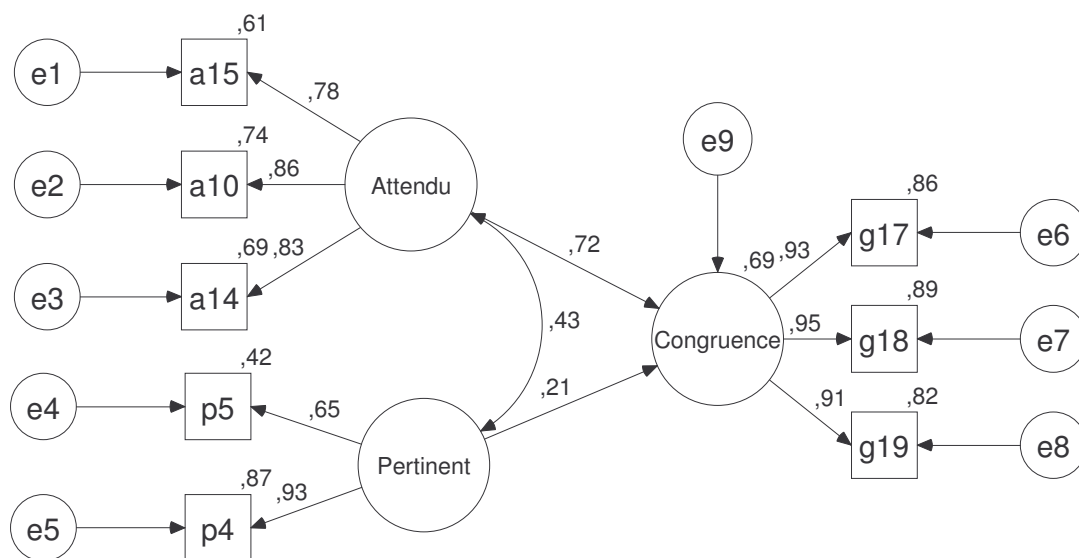 ,61
e1
a15
,78
,74
e2
a10
,86
Attendu
e9
,86
,69 ,83
,72
,69 ,93
g17
e6
e3
a14
,89
,43
Congruence
,95
g18
e7
,42
,21
e4
p5
,65
,91
,82
g19
e8
Pertinent
,87
,93
e5
p4